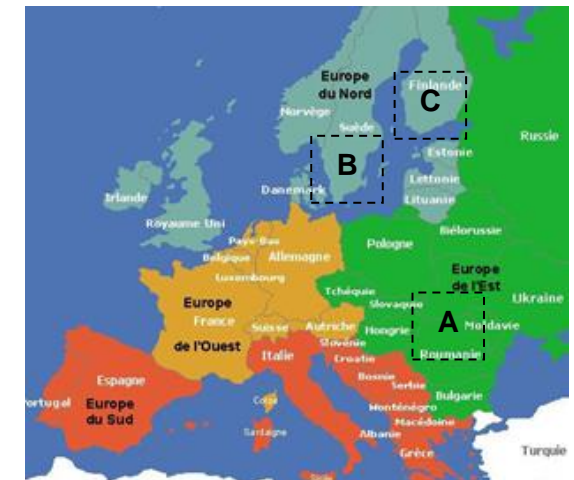 Finlande
C
Europe
du Nord
Norvège
Suède
Russie
Estonie
B
Lettonie
Danemark
Lituanie
Irlande
Royaume Uni
Biélorussie
Pays-Bas
Pologne
Belgique
Allemagne
Luxembourg
Europe
de l'Est
Tchéquie
Ukraine
Slovaquie
Europe
France
de l'Ouest
A
Moldavie
Suisse
Autriche
Hongrie
Slovénie
Roumanie
Italie
Croatie
Espagne
Bosnie
Serbie
Bulgarie
Corse
Portugal
Europe
du Sud
Monténégro
Macédoine
Sardaigne
Albanie
Grèce
Turquie